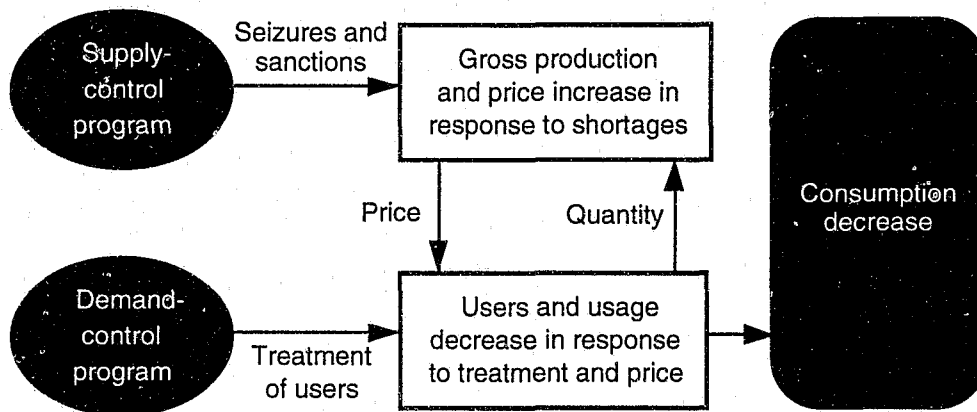 Supply-
control
program
Seizures and
sanctions
Gross production
and price increase in
response to shortages
Price
Quantity
Consumption
decrease
Demand-
control
program
Treatment
of users
Users and usage
decrease in response
to treatment and price